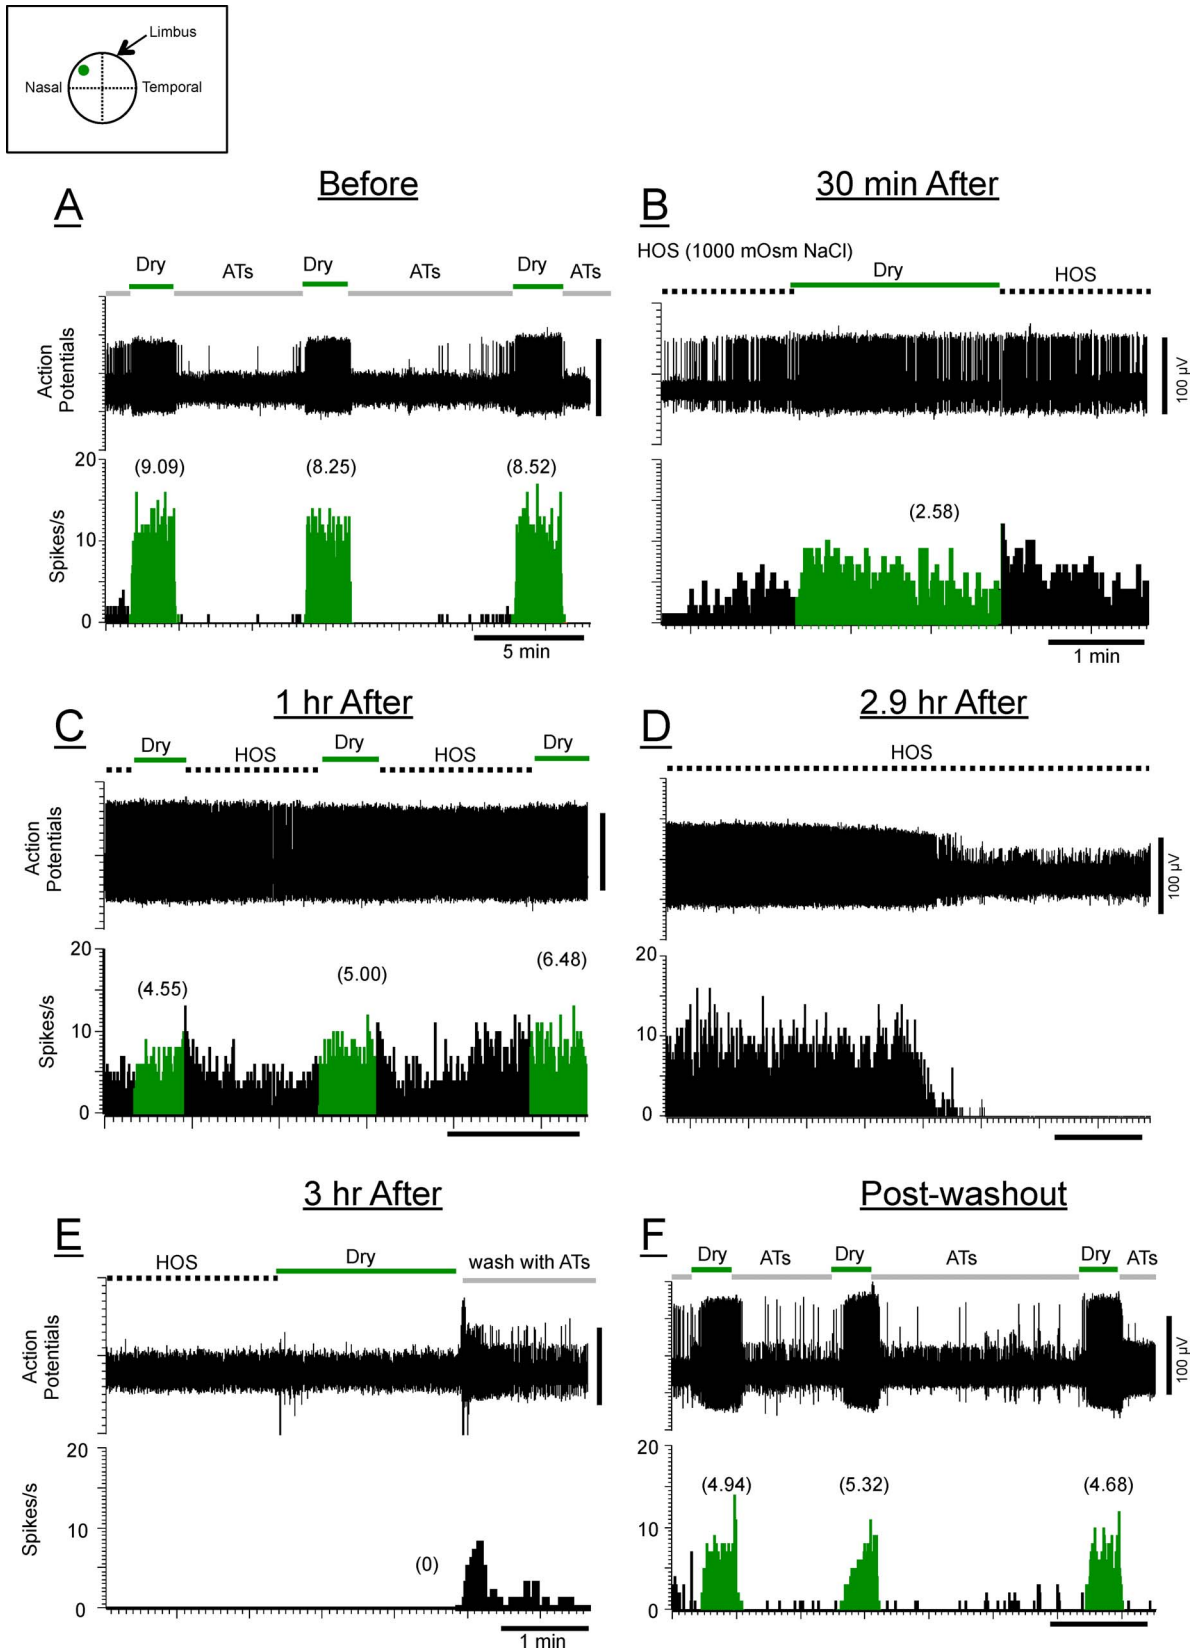 Limbus
Nasal
Temporal
A
Before
Dry
ATs
Dry
ATs
Dry
ATs
Action
Potentials
Spikes/s
20
10
0
(9.09)
(8.25)
(8.52)
5 min
B
30 min After
HOS (1000 mOsm NaCl)
Dry
HOS
100 µV
(2.58)
1 min
C
1 hr After
Dry
HOS
Dry
HOS
Dry
Action
Potentials
Spikes/s
20
10
0
(4.55)
(5.00)
(6.48)
D
2.9 hr After
HOS
100 µV
20
10
0
E
3 hr After
HOS
Dry
wash with ATs
Action
Potentials
Spikes/s
20
10
0
(0)
1 min
F
Post-washout
Dry
ATs
Dry
ATs
Dry
ATs
100 µV
20
10
0
(4.94)
(5.32)
(4.68)